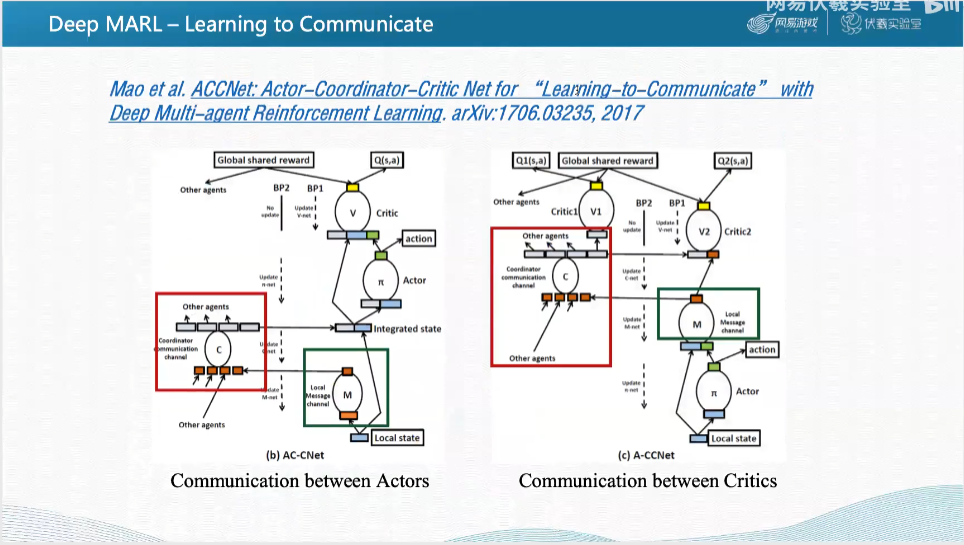 网易伏羲实验室
Deep MARL – Learning to Communicate
网易游戏
伏羲实验室
Mao et al. ACCNet: Actor–Coordinator–Critic Net for “Learning–to–Communicate” with
Deep Multi–agent Reinforcement Learning. arXiv:1706.03235, 2017
Global shared reward
Q(s,a)
Other agents
BP2
BP1
No update
Update V-net
V
Critic
action
Update π-net
π
Actor
Other agents
Coordinator communication channel
C
Integrated state
Update C-net
Update M-net
Local Message channel
M
Other agents
Local state
(b) AC-CNet
Communication between Actors
Q1(s,a)
Global shared reward
Q2(s,a)
Other agents
Critic1
V1
BP2
BP1
No update
Update V-net
V2
Critic2
Other agents
Coordinator communication channel
C
Update C-net
Update M-net
M
Local Message channel
Other agents
action
Update π-net
π
Actor
Local state
(c) A-CCNet
Communication between Critics